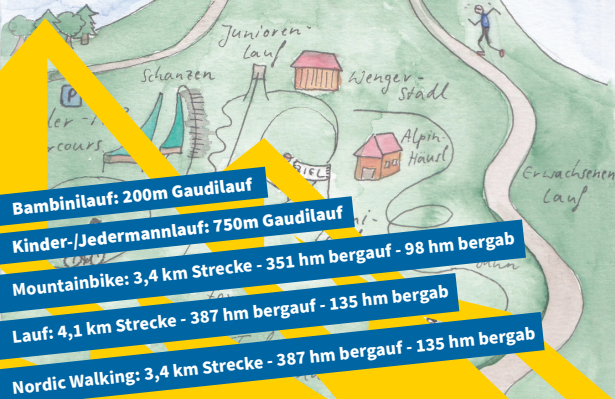 Junioren-
Lauf
Schanzen
Wenger-
Stadl
P
Alpin-
Häusl
ZIEL
Erwachsenen
Lauf
Bambinilauf: 200m Gaudilauf
Kinder-/Jedermannlauf: 750m Gaudilauf
Mountainbike: 3,4 km Strecke - 351 hm bergauf - 98 hm bergab
Lauf: 4,1 km Strecke - 387 hm bergauf - 135 hm bergab
Nordic Walking: 3,4 km Strecke - 387 hm bergauf - 135 hm bergab